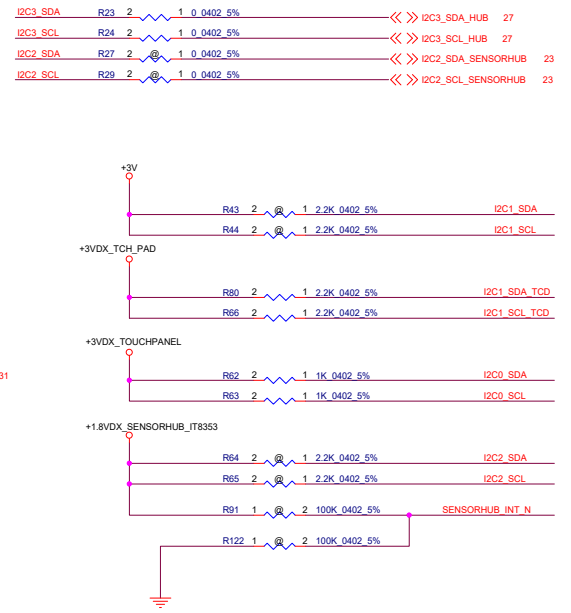 I2C3_SDA R23 2 1 0_0402_5% I2C3_SDA_HUB 27
I2C3_SCL R24 2 1 0_0402_5% I2C3_SCL_HUB 27
I2C2_SDA R27 2 @ 1 0_0402_5% I2C2_SDA_SENSORHUB 23
I2C2_SCL R29 2 @ 1 0_0402_5% I2C2_SCL_SENSORHUB 23
+3V
R43 2 @ 1 2.2K_0402_5% I2C1_SDA
R44 2 @ 1 2.2K_0402_5% I2C1_SCL
+3VDX_TCH_PAD
R80 2 1 2.2K_0402_5% I2C1_SDA_TCD
R66 2 1 2.2K_0402_5% I2C1_SCL_TCD
+3VDX_TOUCHPANEL
31 R62 2 1 1K_0402_5% I2C0_SDA
R63 2 1 1K_0402_5% I2C0_SCL
+1.8VDX_SENSORHUB_IT8353
R64 2 @ 1 2.2K_0402_5% I2C2_SDA
R65 2 @ 1 2.2K_0402_5% I2C2_SCL
R91 1 @ 2 100K_0402_5% SENSORHUB_INT_N
R122 1 @ 2 100K_0402_5%